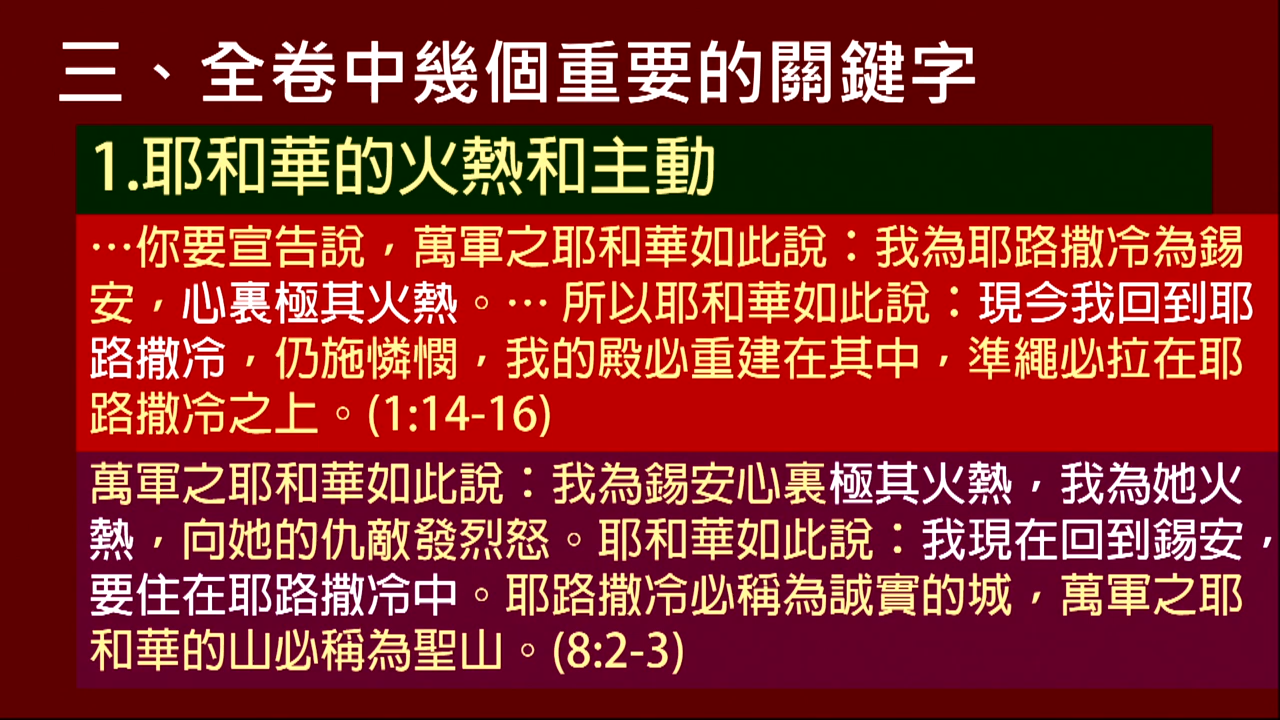 三、全卷中幾個重要的關鍵字
1.耶和華的火熱和主動
…你要宣告說，萬軍之耶和華如此說：我為耶路撒冷為錫
安，心裏極其火熱。… 所以耶和華如此說：現今我回到耶
路撒冷，仍施憐憫，我的殿必重建在其中，準繩必拉在耶
路撒冷之上。(1:14-16)
萬軍之耶和華如此說：我為錫安心裏極其火熱，我為她火
熱，向她的仇敵發烈怒。耶和華如此說：我現在回到錫安，
要住在耶路撒冷中。耶路撒冷必稱為誠實的城，萬軍之耶
和華的山必稱為聖山。(8:2-3)